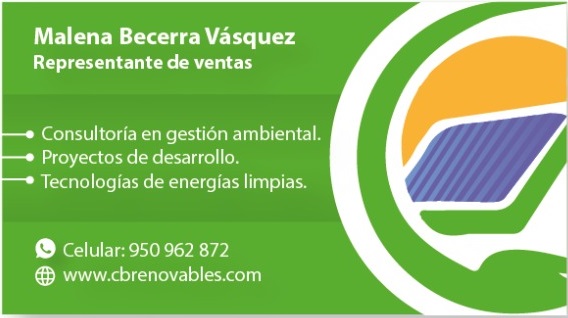 Malena Becerra Vásquez
Representante de ventas
Consultoría en gestión ambiental.
Proyectos de desarrollo.
Tecnologías de energías limpias.
Celular: 950 962 872
www.cbrenovables.com